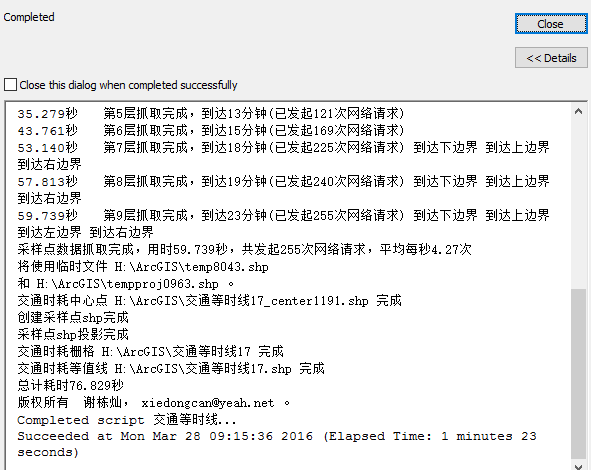 Completed
Close
<< Details
Close this dialog when completed successfully
35.279秒 第5层抓取完成，到达13分钟(已发起121次网络请求)
43.761秒 第6层抓取完成，到达15分钟(已发起169次网络请求)
53.140秒 第7层抓取完成，到达18分钟(已发起225次网络请求) 到达下边界 到达上边界
到达右边界
57.813秒 第8层抓取完成，到达19分钟(已发起240次网络请求) 到达下边界 到达上边界
到达右边界
59.739秒 第9层抓取完成，到达23分钟(已发起255次网络请求) 到达下边界 到达上边界
到达左边界 到达右边界
采样点数据抓取完成，用时59.739秒，共发起255次网络请求，平均每秒4.27次
将使用临时文件 H:\ArcGIS\temp8043.shp
和 H:\ArcGIS\tempproj0963.shp 。
交通时耗中心点 H:\ArcGIS\交通等时线17_center1191.shp 完成
创建采样点shp完成
采样点shp投影完成
交通时耗栅格 H:\ArcGIS\交通等时线17 完成
交通时耗等值线 H:\ArcGIS\交通等时线17.shp 完成
总计耗时76.829秒
版权所有 谢栋灿， xiedongcan@yeah.net 。
Completed script 交通等时线...
Succeeded at Mon Mar 28 09:15:36 2016 (Elapsed Time: 1 minutes 23
seconds)